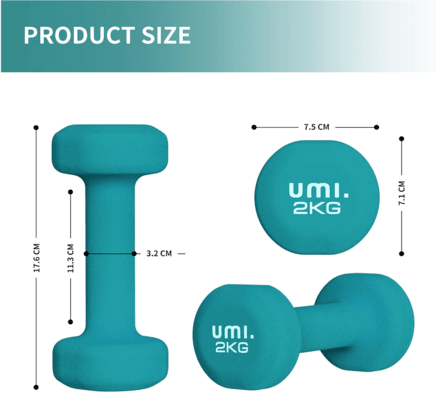 PRODUCT SIZE
7.5 CM
umi.
2KG
7.1 CM
17.6 CM
11.3 CM
3.2 CM
umi.
2KG